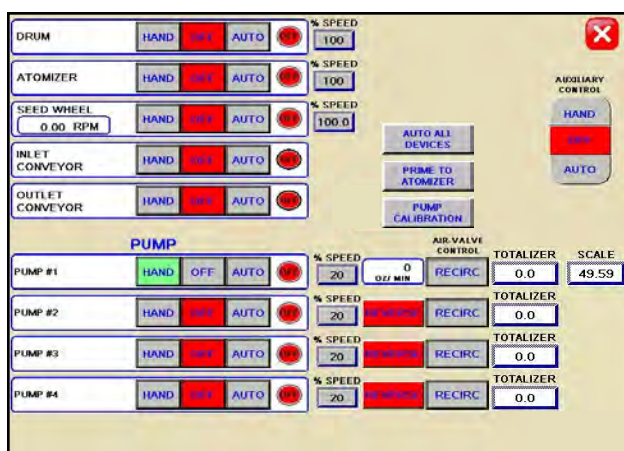 DRUM HAND OFF AUTO OFF % SPEED 100
ATOMIZER HAND OFF AUTO OFF % SPEED 100
SEED WHEEL 0.00 RPM HAND OFF AUTO OFF % SPEED 100.0
INLET CONVEYOR HAND OFF AUTO OFF
OUTLET CONVEYOR HAND OFF AUTO OFF
AUXILIARY
CONTROL
HAND
OFF
AUTO
AUTO ALL
DEVICES
PRIME TO
ATOMIZER
PUMP
CALIBRATION
PUMP
AIR-VALVE
CONTROL
TOTALIZER SCALE
PUMP #1 HAND OFF AUTO OFF % SPEED 20 0 OZ/ MIN RECIRC 0.0 49.59
PUMP #2 HAND OFF AUTO OFF % SPEED 20 REVERSE RECIRC TOTALIZER 0.0
PUMP #3 HAND OFF AUTO OFF % SPEED 20 REVERSE RECIRC TOTALIZER 0.0
PUMP #4 HAND OFF AUTO OFF % SPEED 20 REVERSE RECIRC TOTALIZER 0.0